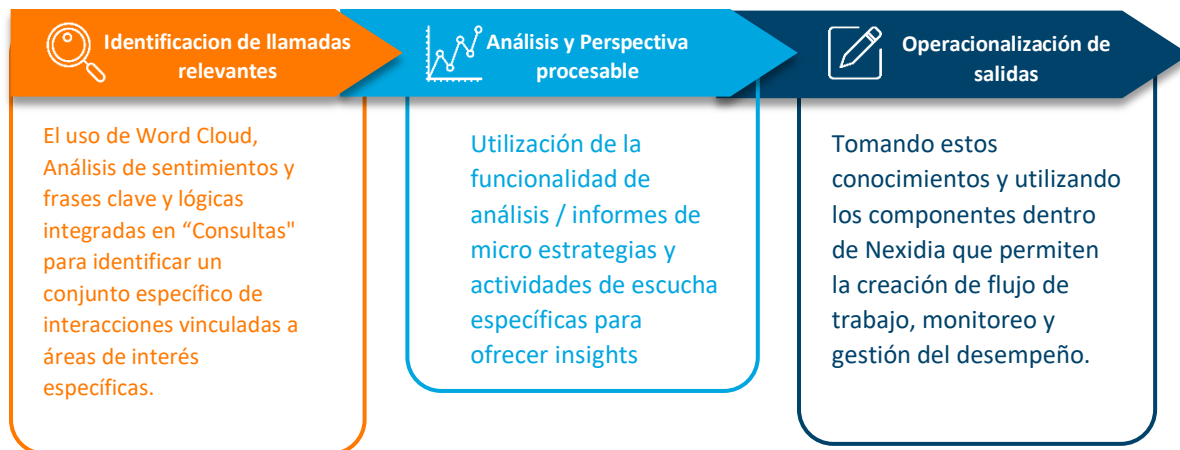 Identificacion de llamadas
relevantes
El uso de Word Cloud,
Análisis de sentimientos y
frases clave y lógicas
integradas en “Consultas"
para identificar un
conjunto específico de
interacciones vinculadas a
áreas de interés
específicas.
Análisis y Perspectiva
procesable
Utilización de la
funcionalidad de
análisis / informes de
micro estrategias y
actividades de escucha
específicas para
ofrecer insights
Operacionalización de
salidas
Tomando estos
conocimientos y utilizando
los componentes dentro
de Nexidia que permiten
la creación de flujo de
trabajo, monitoreo y
gestión del desempeño.